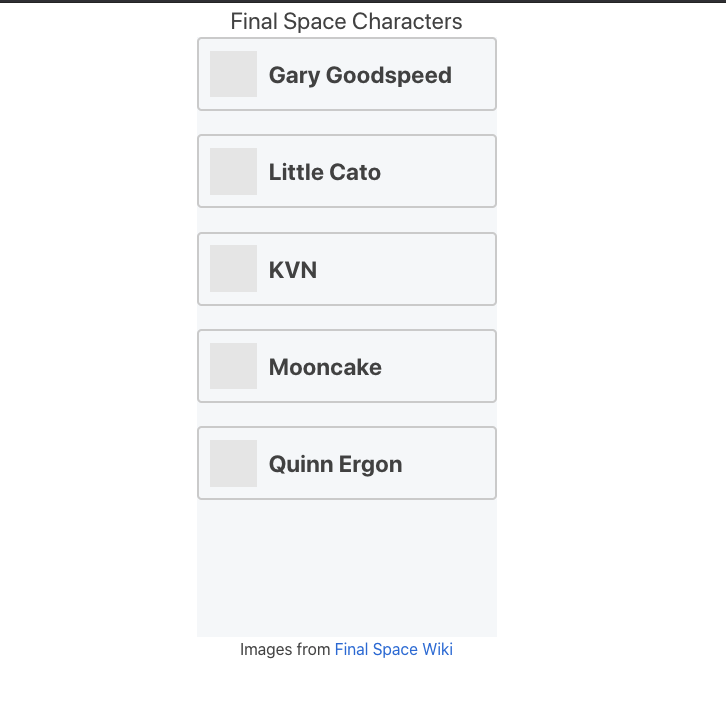 Final Space Characters
Gary Goodspeed
Little Cato
KVN
Mooncake
Quinn Ergon
Images from Final Space Wiki